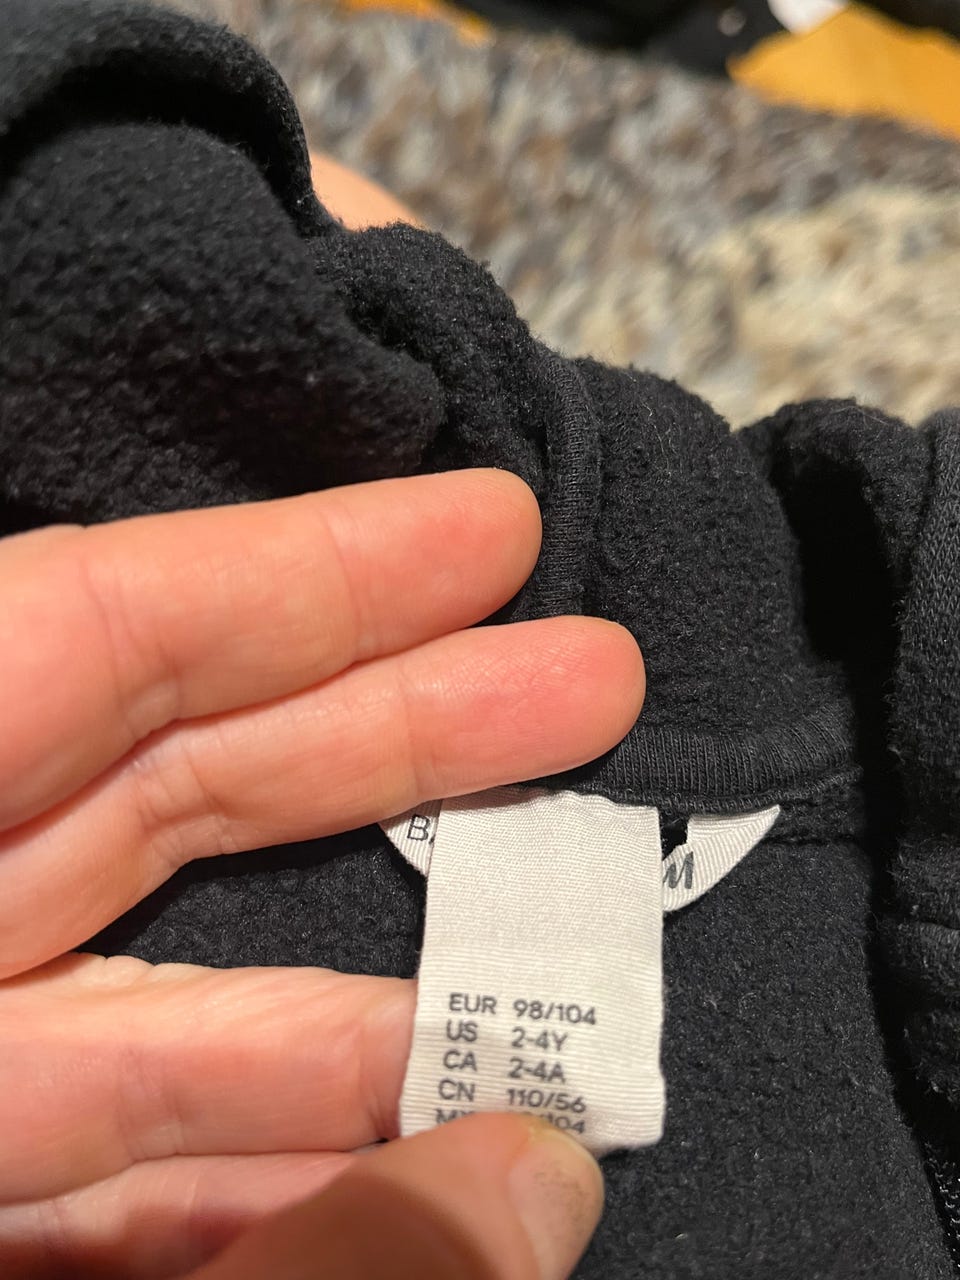 B
M
EUR 98/104
US 2-4Y
CA 2-4A
CN 110/56